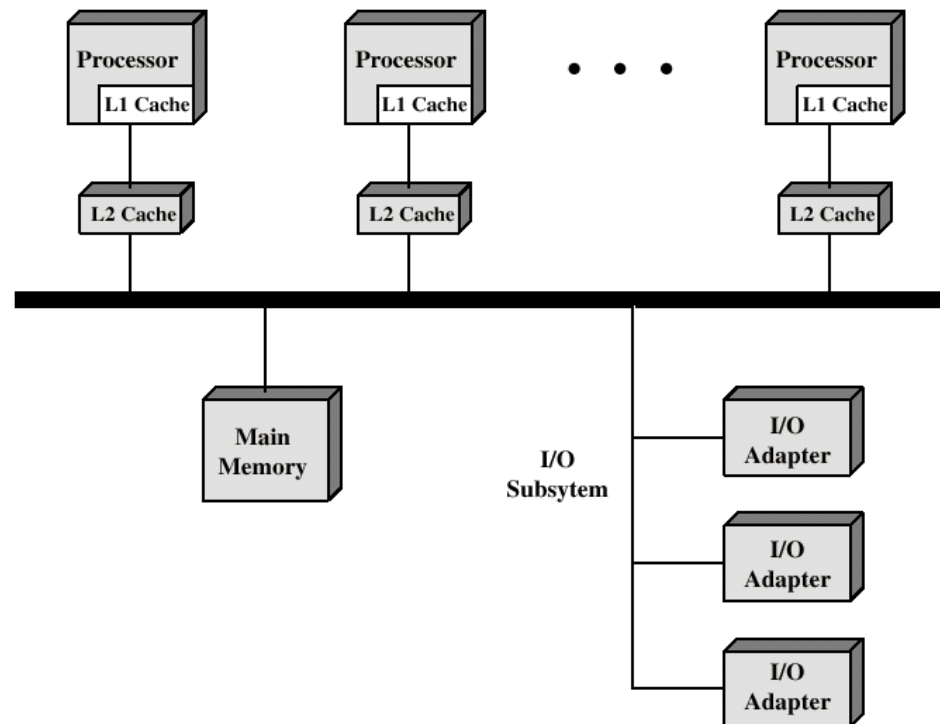 Processor
L1 Cache
Processor
L1 Cache
Processor
L1 Cache
L2 Cache
L2 Cache
L2 Cache
Main
Memory
I/O
Subsytem
I/O
Adapter
I/O
Adapter
I/O
Adapter